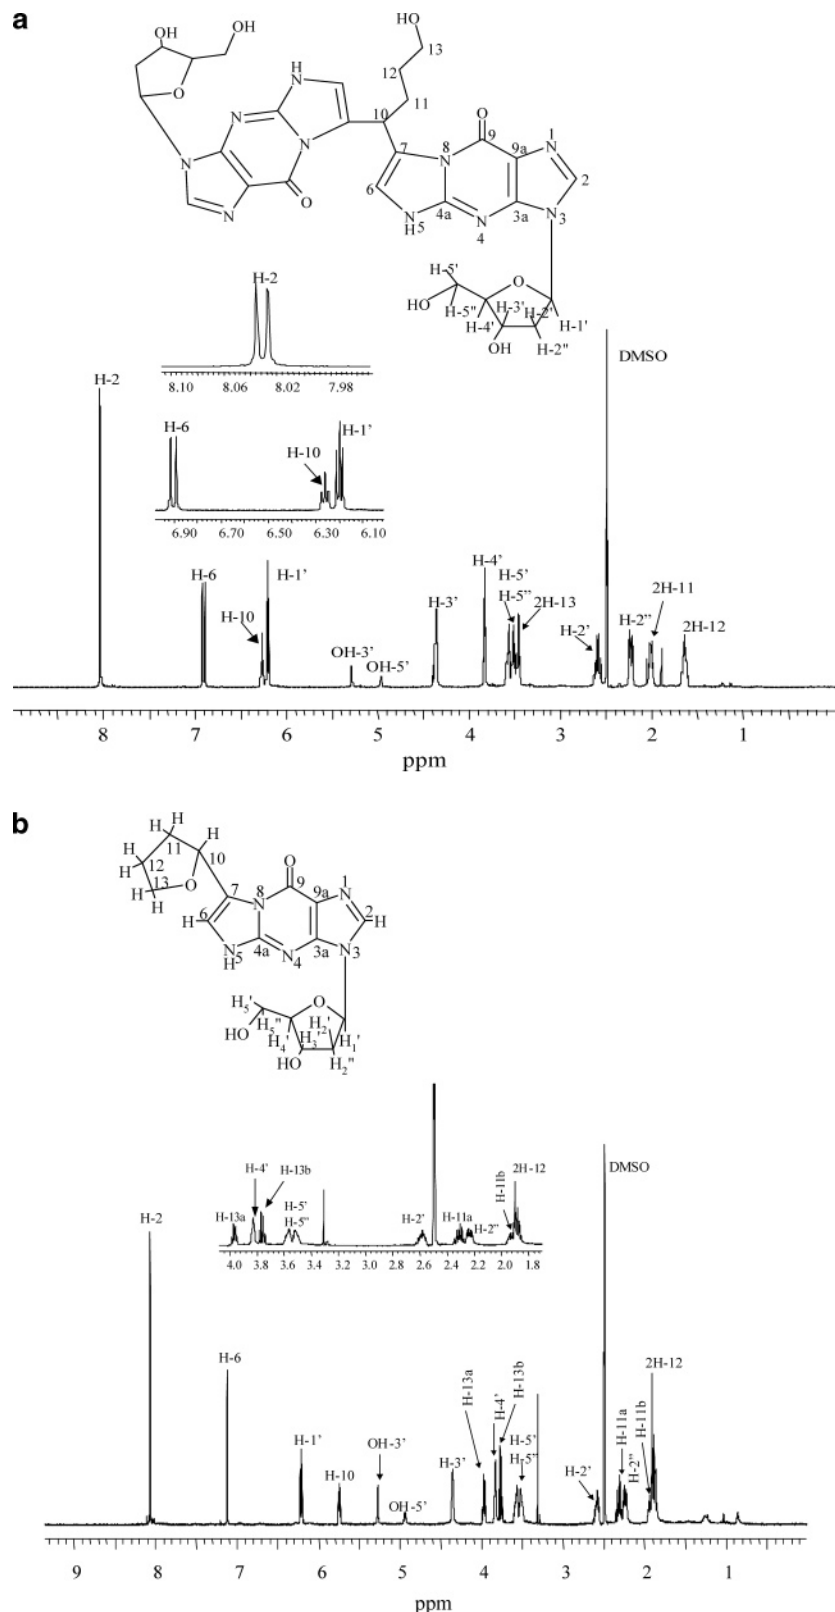 a
HO
13
12
11
10
OH
OH
O
H
N
N
N
N
N
O
7
N 8
O
9
9a
N 1
2
N 3
3a
N 4
4a
N 5
H
6
H-5'
HO
H-5"
H-4'
H-3'
H-2'
O
H-1'
H-2"
OH
H-2
8.10 8.06 8.02 7.98
H-6
H-10
H-1'
6.90 6.70 6.50 6.30 6.10
H-2
H-6
H-10
H-1'
OH-3'
OH-5'
H-3'
H-4'
H-5'
H-5"
2H-13
H-2'
DMSO
H-2"
2H-11
2H-12
8 7 6 5 4 3 2 1
ppm
b
H
H
H
H
H
H
H
11
12
13
10
O
7
N 8
O
9
9a
N 1
2
H
N 3
3a
N 4
4a
N 5
H
6
H
H5'
HO
H5"
H4'
H3'
H2'
O
H1'
H2"
HO
H-13a
H-4'
H-13b
H-5'
H-5"
H-2'
H-11a
H-2"
H-11b
2H-12
4.0 3.8 3.6 3.4 3.2 3.0 2.8 2.6 2.4 2.2 2.0 1.8
H-2
H-6
H-1'
H-10
OH-3'
OH-5'
H-3'
H-13a
H-4'
H-13b
H-5'
H-5"
H-2'
DMSO
H-11a
H-2"
H-11b
2H-12
9 8 7 6 5 4 3 2 1
ppm